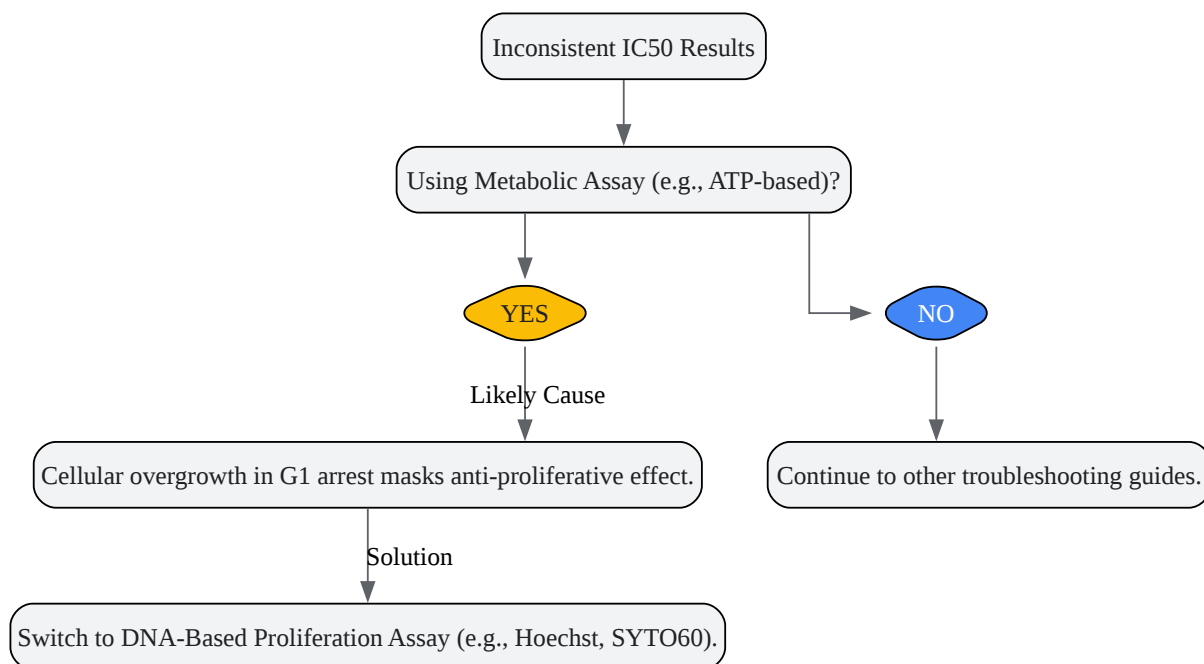 Inconsistent IC50 Results
Using Metabolic Assay (e.g., ATP-based)?
YES
NO
Likely Cause
Cellular overgrowth in G1 arrest masks anti-proliferative effect.
Continue to other troubleshooting guides.
Solution
Switch to DNA-Based Proliferation Assay (e.g., Hoechst, SYTO60).